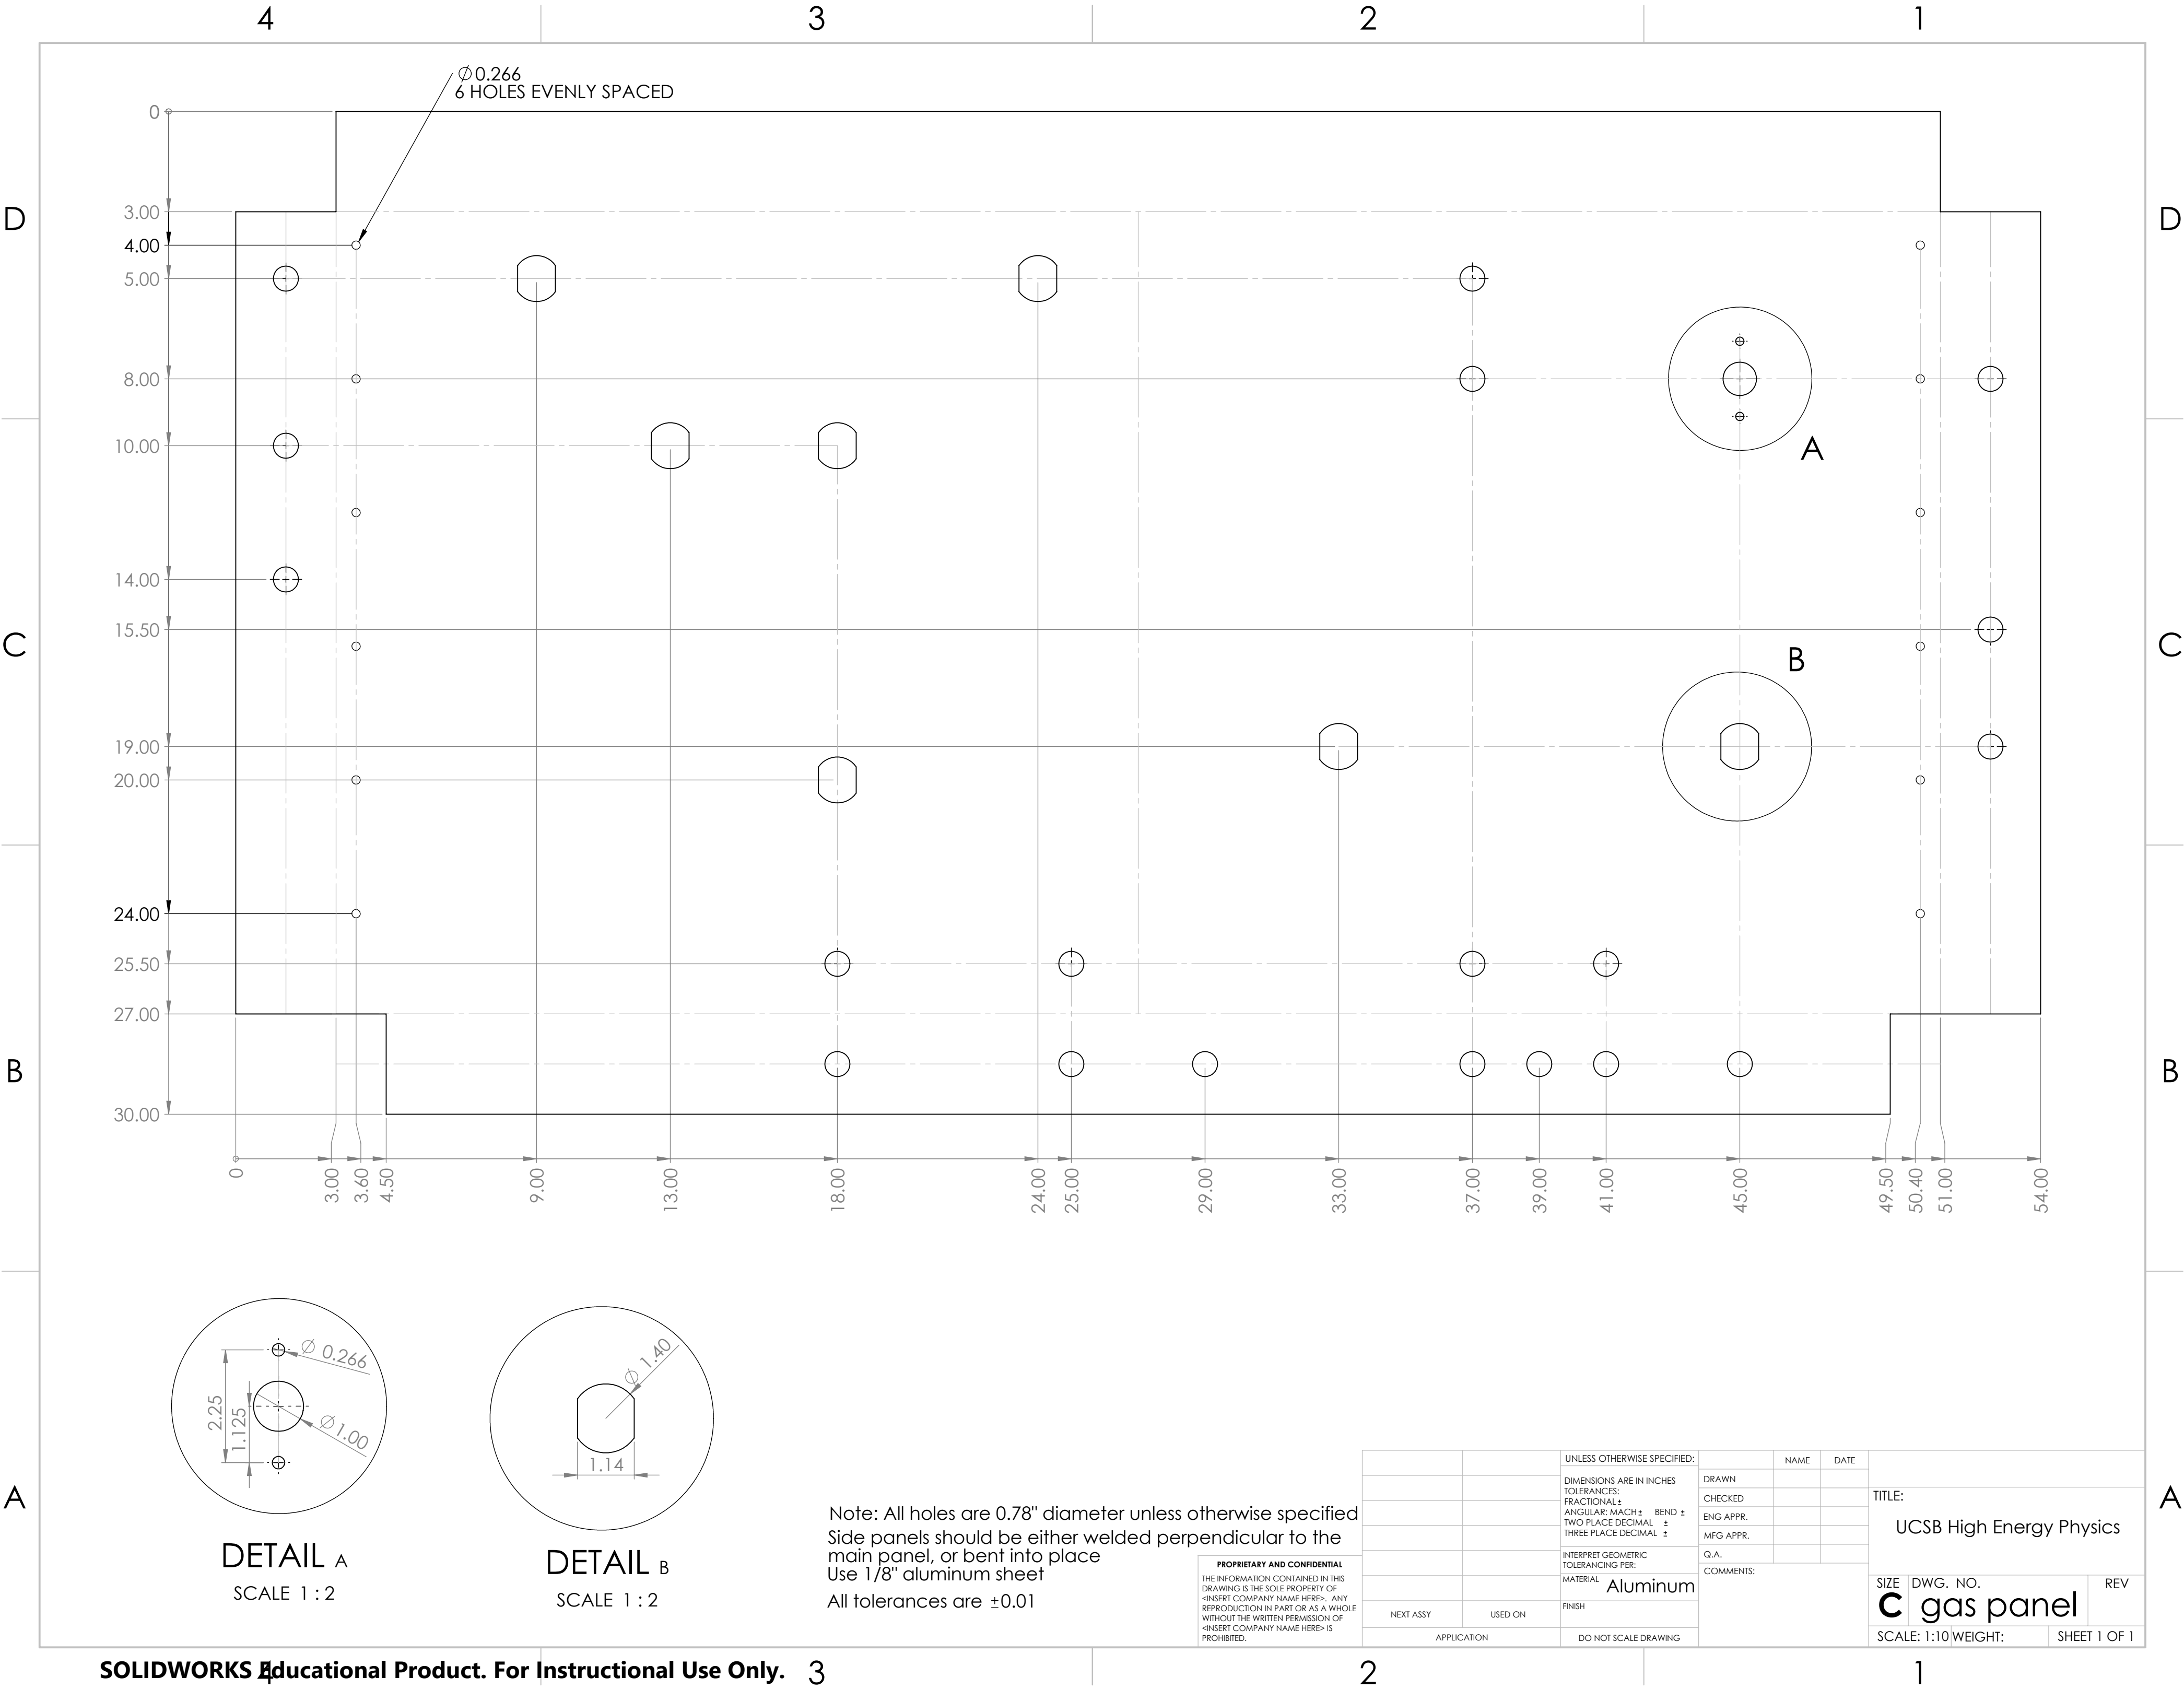 4 3 2 1
Ø0.266
6 HOLES EVENLY SPACED
0
D D
3.00
4.00
5.00
8.00
A
10.00
14.00
15.50
C C
B
19.00
20.00
24.00
25.50
27.00
B B
30.00
0 3.00 3.60 4.50 9.00 13.00 18.00 24.00 25.00 29.00 33.00 37.00 39.00 41.00 45.00 49.50 50.40 51.00 54.00
Ø 0.266
2.25
1.125
Ø1.00
DETAIL A
SCALE 1 : 2
Ø 1.40
1.14
DETAIL B
SCALE 1 : 2
A A
Note: All holes are 0.78" diameter unless otherwise specified
Side panels should be either welded perpendicular to the
main panel, or bent into place
Use 1/8" aluminum sheet
All tolerances are ±0.01
PROPRIETARY AND CONFIDENTIAL
THE INFORMATION CONTAINED IN THIS
DRAWING IS THE SOLE PROPERTY OF
<INSERT COMPANY NAME HERE>. ANY
REPRODUCTION IN PART OR AS A WHOLE
WITHOUT THE WRITTEN PERMISSION OF
<INSERT COMPANY NAME HERE> IS
PROHIBITED.
NEXT ASSY USED ON
APPLICATION
UNLESS OTHERWISE SPECIFIED:
DIMENSIONS ARE IN INCHES
TOLERANCES:
FRACTIONAL ±
ANGULAR: MACH ± BEND ±
TWO PLACE DECIMAL ±
THREE PLACE DECIMAL ±
INTERPRET GEOMETRIC
TOLERANCING PER:
MATERIAL
Aluminum
FINISH
DO NOT SCALE DRAWING
NAME DATE
DRAWN
CHECKED
ENG APPR.
MFG APPR.
Q.A.
COMMENTS:
TITLE:
UCSB High Energy Physics
SIZE DWG. NO. REV
C gas panel
SCALE: 1:10 WEIGHT: SHEET 1 OF 1
SOLIDWORKS Educational Product. For Instructional Use Only.
4 3 2 1